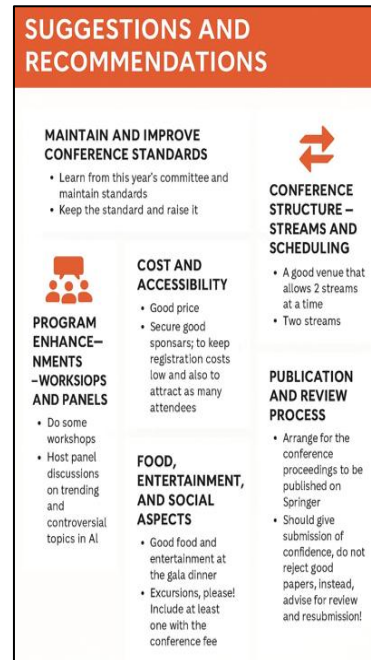 SUGGESTIONS AND
RECOMMENDATIONS
MAINTAIN AND IMPROVE
CONFERENCE STANDARDS
• Learn from this year's committee and
maintain standards
• Keep the standard and raise it
CONFERENCE
STRUCTURE –
STREAMS AND
SCHEDULING
• A good venue that
allows 2 streams
at a time
• Two streams
COST AND
ACCESSIBILITY
• Good price
• Secure good
sponsars; to keep
registration costs
low and also to
attract as many
attendees
PROGRAM
ENHANCE–
NMENTS
–WORKSIOPS
AND PANELS
• Do some
workshops
• Host panel
discussions
on trending
and
controversial
topics in AI
PUBLICATION
AND REVIEW
PROCESS
• Arrange for the
conference
proceedings to be
published on
Springer
• Should give
submission of
confidence, do not
reject good
papers, instead,
advise for review
and resubmission!
FOOD,
ENTERTAINMENT,
AND SOCIAL
ASPECTS
• Good food and
entertainment at
the gala dinner
• Excursions, please!
Include at least
one with the
conference fee